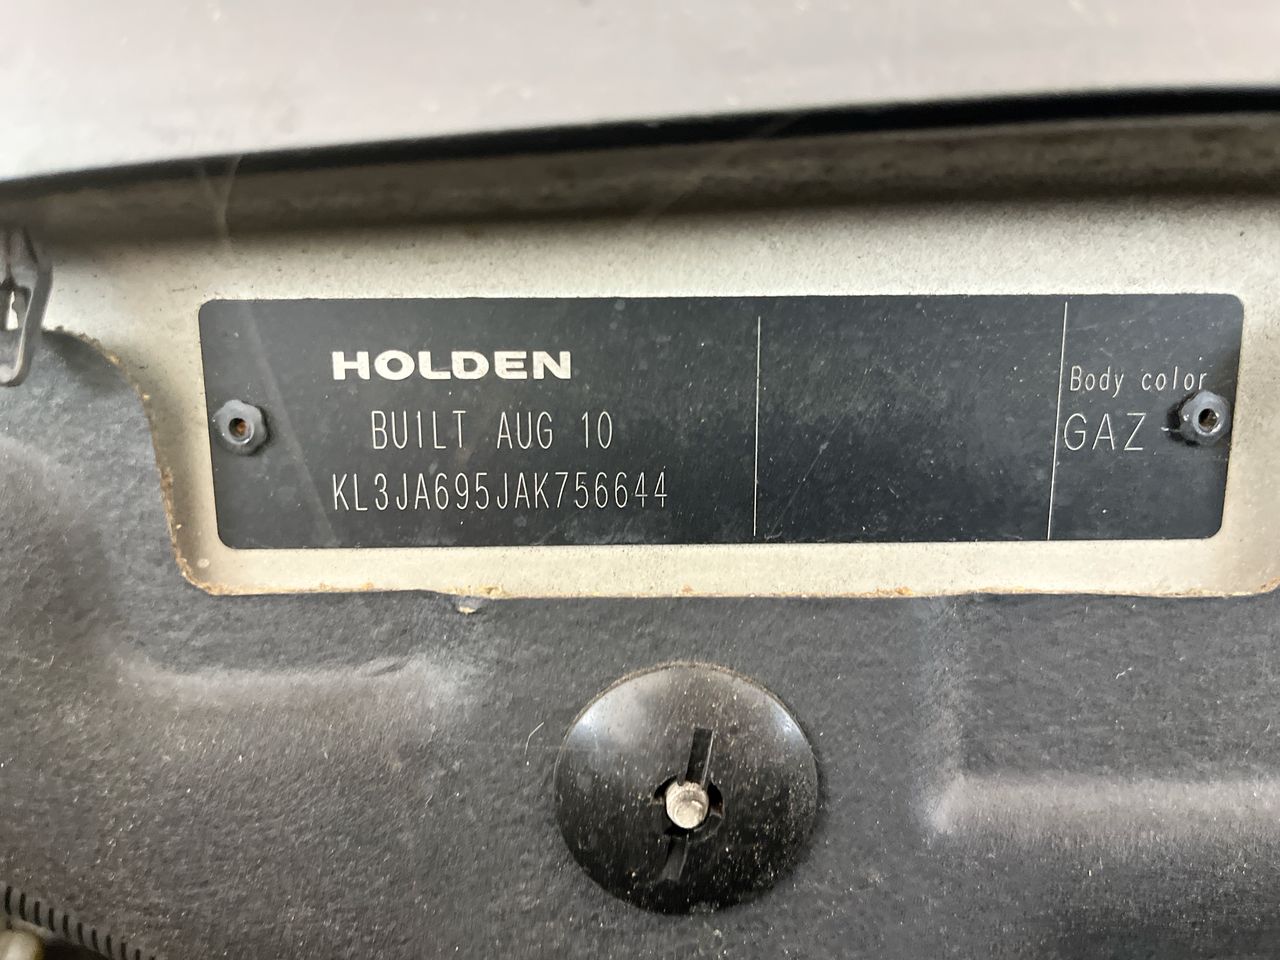 HOLDEN
BUILT AUG 10
KL3JA695JAK756644
Body color
GAZ